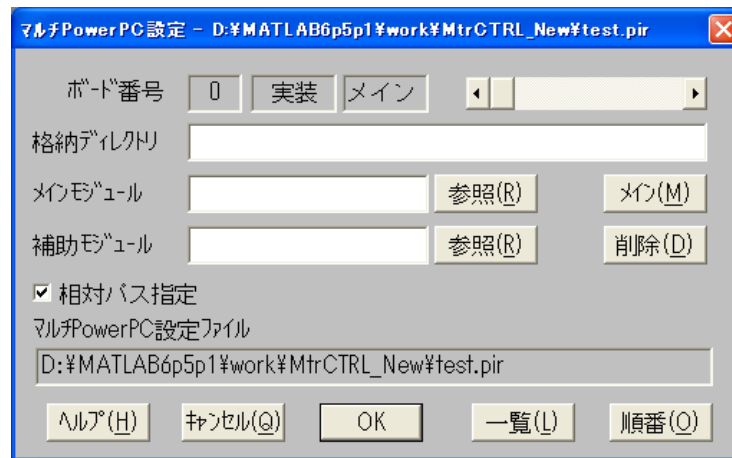 ﾏﾙﾁPowerPC設定 - D:¥MATLAB6p5p1¥work¥MtrCTRL_New¥test.pir
ﾎﾞｰﾄﾞ番号 0 実装 メイン
格納ﾃﾞｨﾚｸﾄﾘ
ﾒｲﾝﾓｼﾞｭｰﾙ 参照(R) ﾒｲﾝ(M)
補助ﾓｼﾞｭｰﾙ 参照(R) 削除(D)
相対パス指定
ﾏﾙﾁPowerPC設定ﾌｧｲﾙ
D:¥MATLAB6p5p1¥work¥MtrCTRL_New¥test.pir
ﾍﾙﾌﾟ(H) ｷｬﾝｾﾙ(Q) OK 一覧(L) 順番(O)